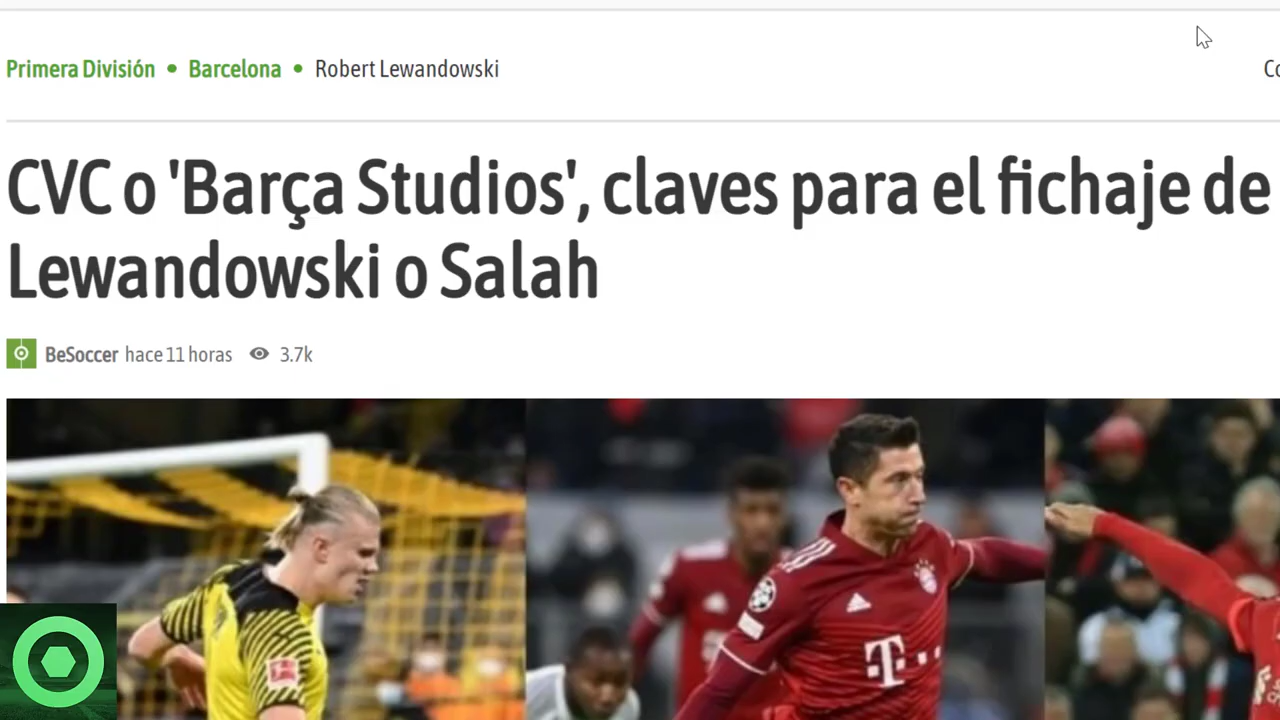 Primera División • Barcelona • Robert Lewandowski
Co
CVC o 'Barça Studios', claves para el fichaje de
Lewandowski o Salah
BeSoccer hace 11 horas 3.7k
T